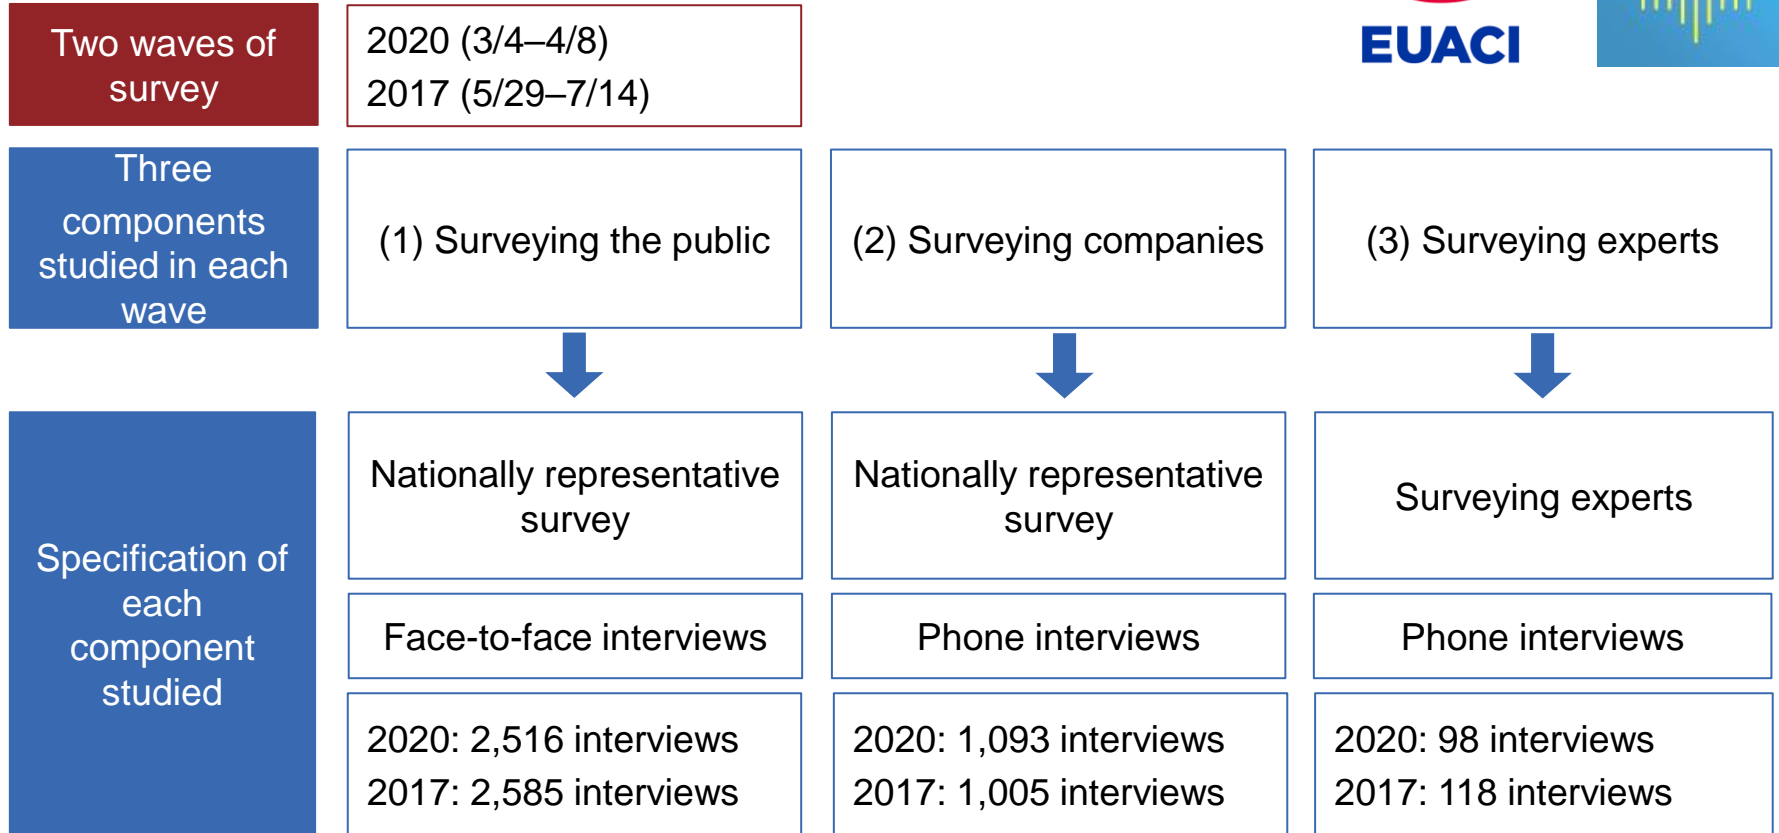 Two waves of
survey
2020 (3/4–4/8)
2017 (5/29–7/14)
EUACI
Three
components
studied in each
wave
(1) Surveying the public
(2) Surveying companies
(3) Surveying experts
Specification of
each
component
studied
Nationally representative
survey
Nationally representative
survey
Surveying experts
Face-to-face interviews
Phone interviews
Phone interviews
2020: 2,516 interviews
2017: 2,585 interviews
2020: 1,093 interviews
2017: 1,005 interviews
2020: 98 interviews
2017: 118 interviews